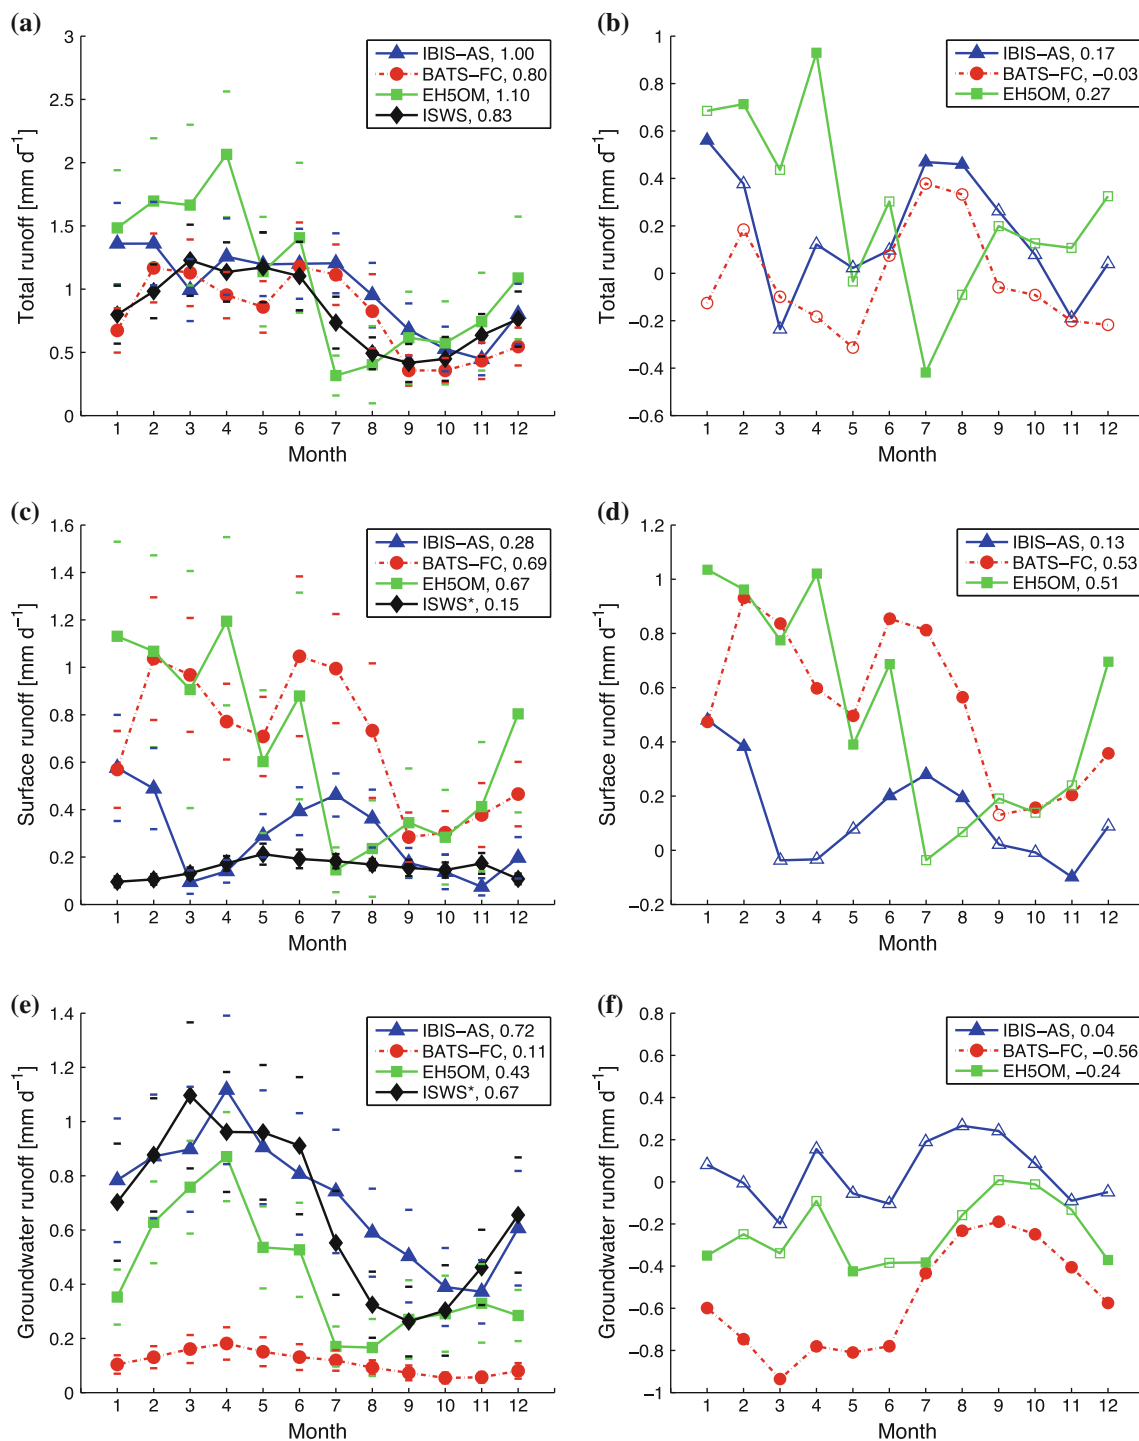 (a)
3
2.5
2
1.5
1
0.5
0
Total runoff [mm d⁻¹]
1 2 3 4 5 6 7 8 9 10 11 12
Month
IBIS−AS, 1.00
BATS−FC, 0.80
EH5OM, 1.10
ISWS, 0.83
(b)
1
0.8
0.6
0.4
0.2
0
−0.2
−0.4
−0.6
Total runoff [mm d⁻¹]
1 2 3 4 5 6 7 8 9 10 11 12
Month
IBIS−AS, 0.17
BATS−FC, −0.03
EH5OM, 0.27
(c)
1.6
1.4
1.2
1
0.8
0.6
0.4
0.2
0
Surface runoff [mm d⁻¹]
1 2 3 4 5 6 7 8 9 10 11 12
Month
IBIS−AS, 0.28
BATS−FC, 0.69
EH5OM, 0.67
ISWS*, 0.15
(d)
1.2
1
0.8
0.6
0.4
0.2
0
−0.2
Surface runoff [mm d⁻¹]
1 2 3 4 5 6 7 8 9 10 11 12
Month
IBIS−AS, 0.13
BATS−FC, 0.53
EH5OM, 0.51
(e)
1.4
1.2
1
0.8
0.6
0.4
0.2
0
Groundwater runoff [mm d⁻¹]
1 2 3 4 5 6 7 8 9 10 11 12
Month
IBIS−AS, 0.72
BATS−FC, 0.11
EH5OM, 0.43
ISWS*, 0.67
(f)
0.8
0.6
0.4
0.2
0
−0.2
−0.4
−0.6
−0.8
−1
Groundwater runoff [mm d⁻¹]
1 2 3 4 5 6 7 8 9 10 11 12
Month
IBIS−AS, 0.04
BATS−FC, −0.56
EH5OM, −0.24